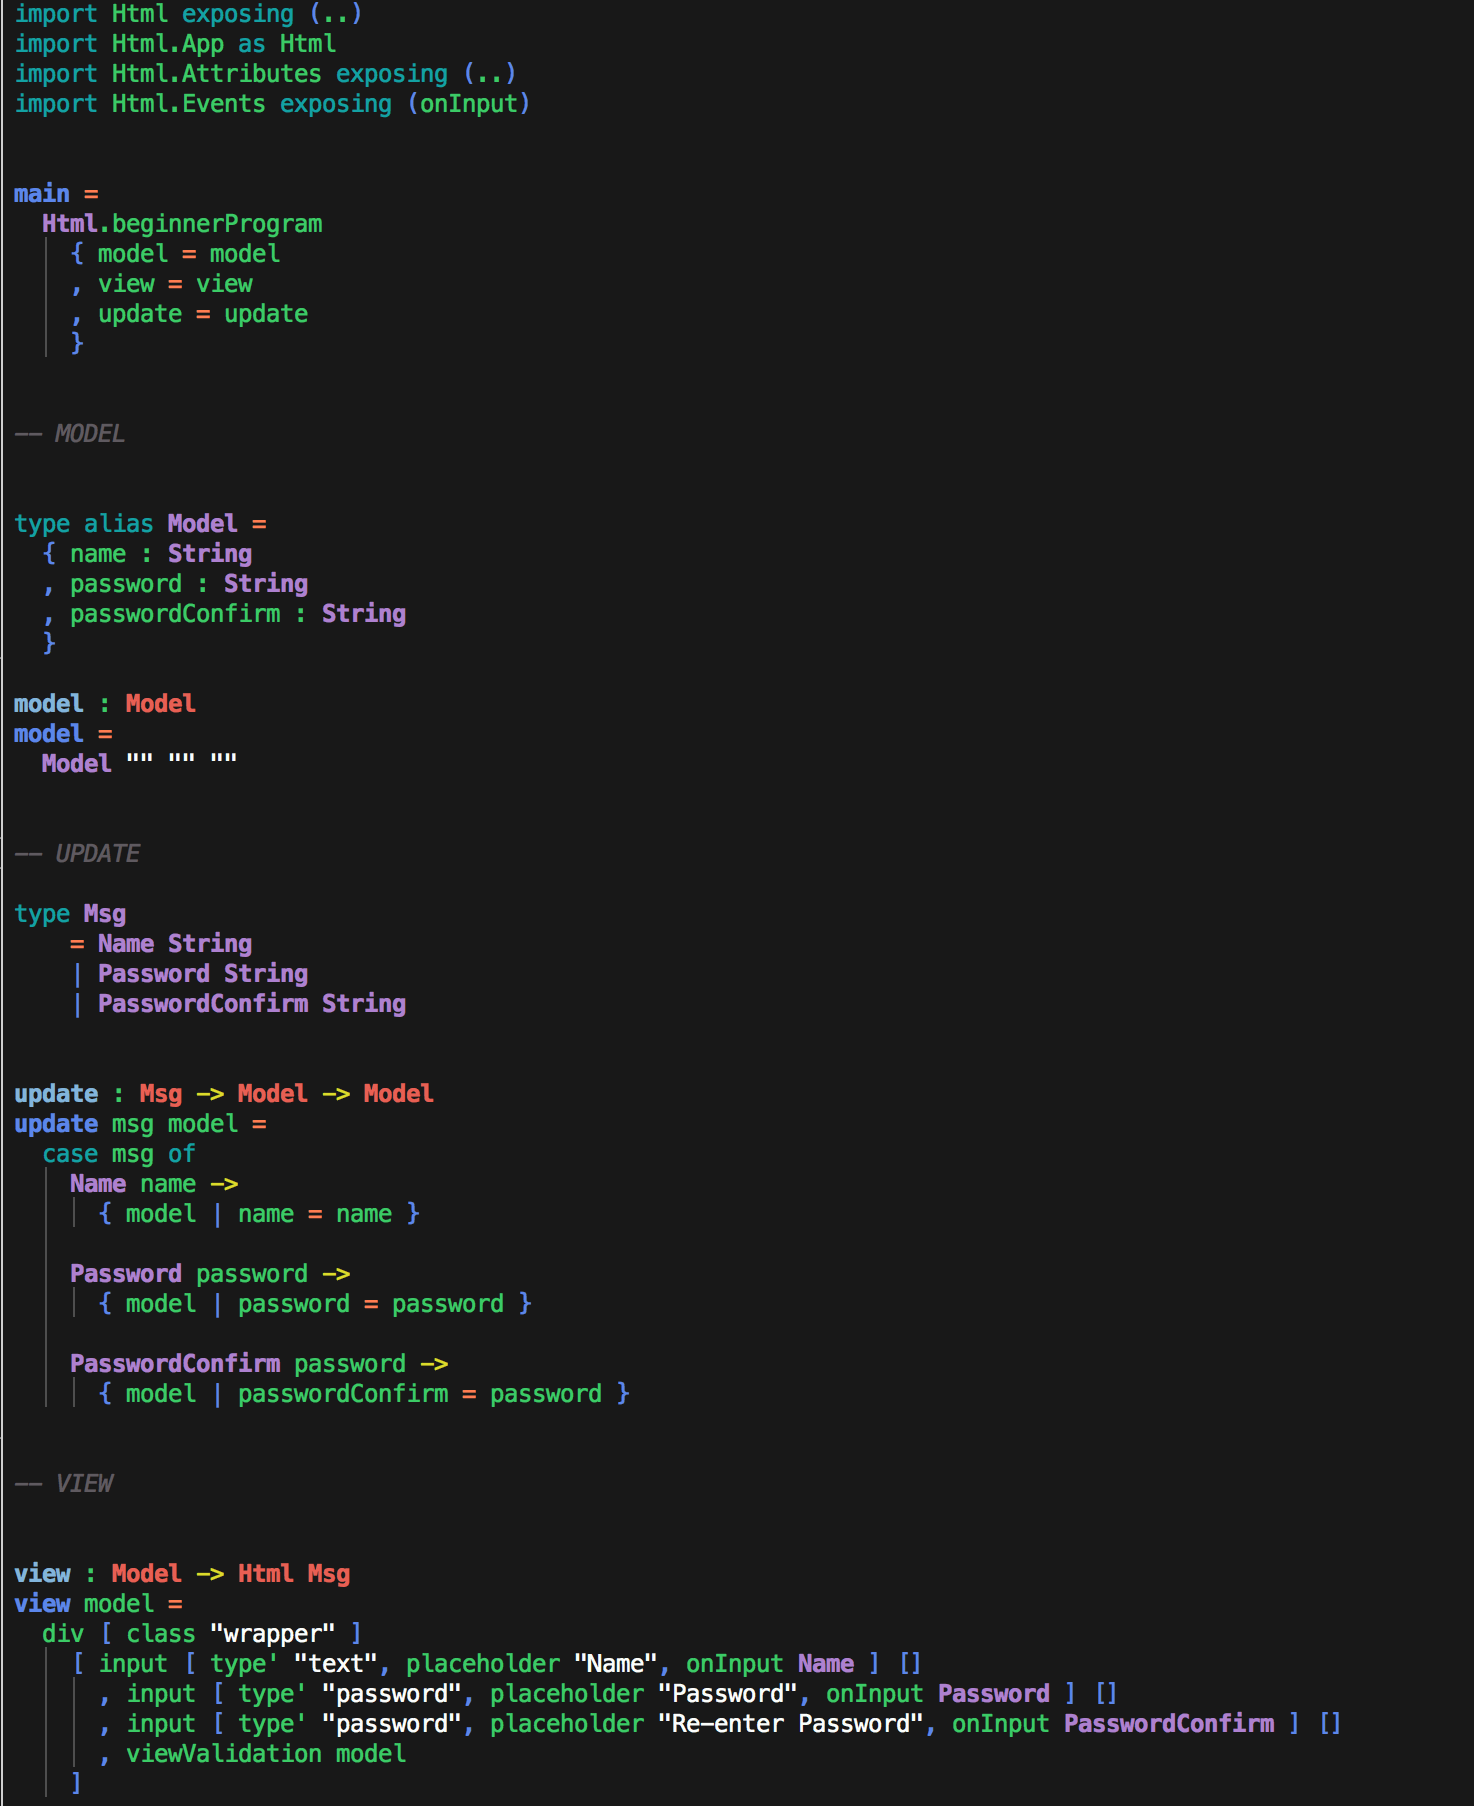 import Html exposing (..)
import Html.App as Html
import Html.Attributes exposing (..)
import Html.Events exposing (onInput)
main =
  Html.beginnerProgram
    { model = model
    , view = view
    , update = update
    }
-- MODEL
type alias Model =
  { name : String
  , password : String
  , passwordConfirm : String
  }
model : Model
model =
  Model "" "" ""
-- UPDATE
type Msg
    = Name String
    | Password String
    | PasswordConfirm String
update : Msg -> Model -> Model
update msg model =
  case msg of
    Name name ->
      { model | name = name }
    Password password ->
      { model | password = password }
    PasswordConfirm password ->
      { model | passwordConfirm = password }
-- VIEW
view : Model -> Html Msg
view model =
  div [ class "wrapper" ]
    [ input [ type' "text", placeholder "Name", onInput Name ] []
      , input [ type' "password", placeholder "Password", onInput Password ] []
      , input [ type' "password", placeholder "Re-enter Password", onInput PasswordConfirm ] []
      , viewValidation model
    ]